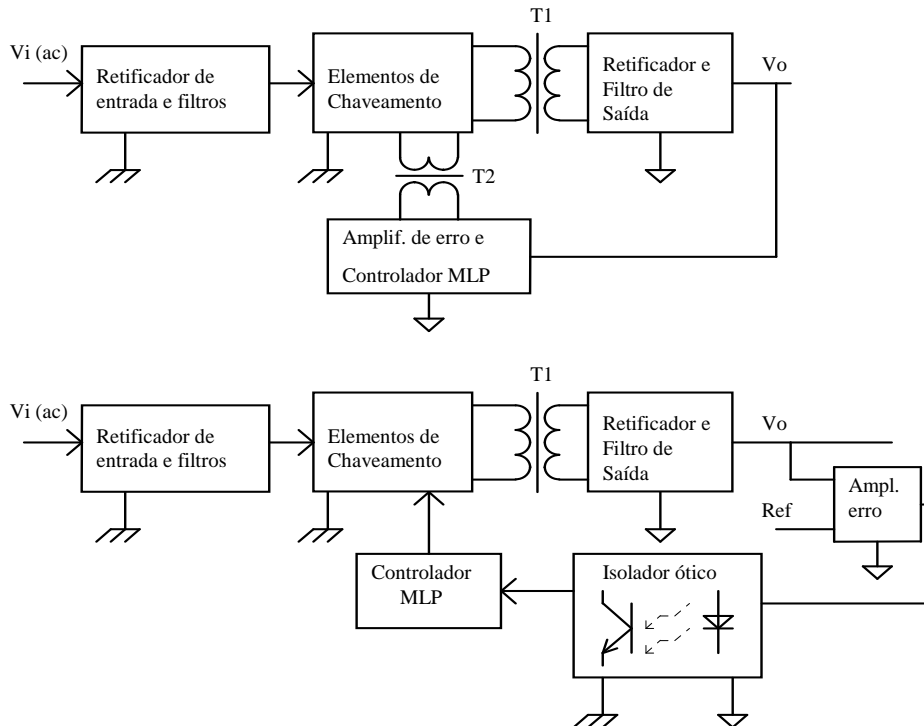 T1
Vi (ac)
Retificador de
entrada e filtros
Elementos de
Chaveamento
Retificador e
Filtro de
Saída
Vo
T2
Amplif. de erro e
Controlador MLP
T1
Vi (ac)
Retificador de
entrada e filtros
Elementos de
Chaveamento
Retificador e
Filtro de
Saída
Vo
Ref
Ampl.
erro
Controlador
MLP
Isolador ótico